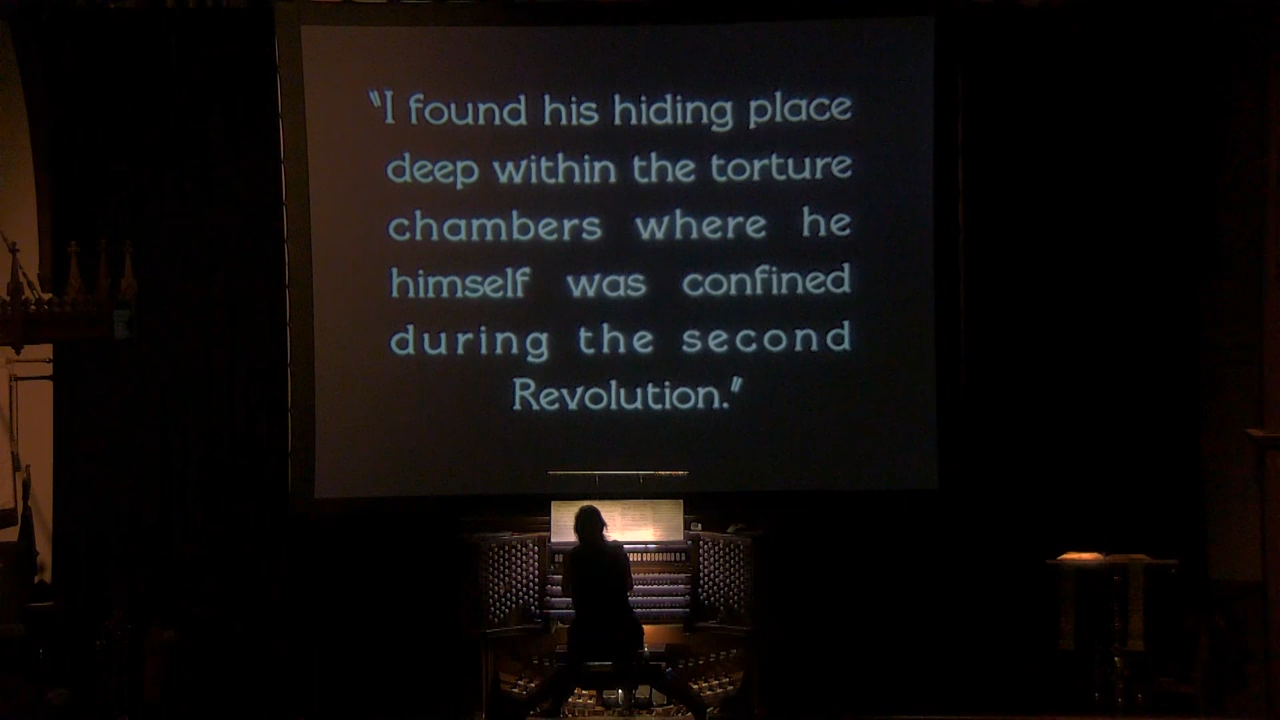 "I found his hiding place
deep within the torture
chambers where he
himself was confined
during the second
Revolution."